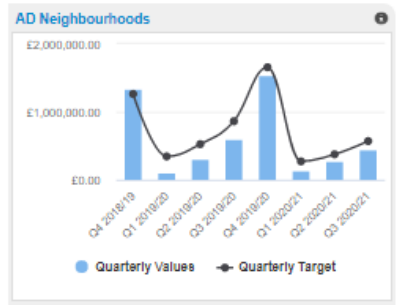 AD Neighbourhoods
£2,000,000.00
£1,000,000.00
£0.00
Q4 2018/19
Q1 2019/20
Q2 2019/20
Q3 2019/20
Q4 2019/20
Q1 2020/21
Q2 2020/21
Q3 2020/21
Quarterly Values
Quarterly Target